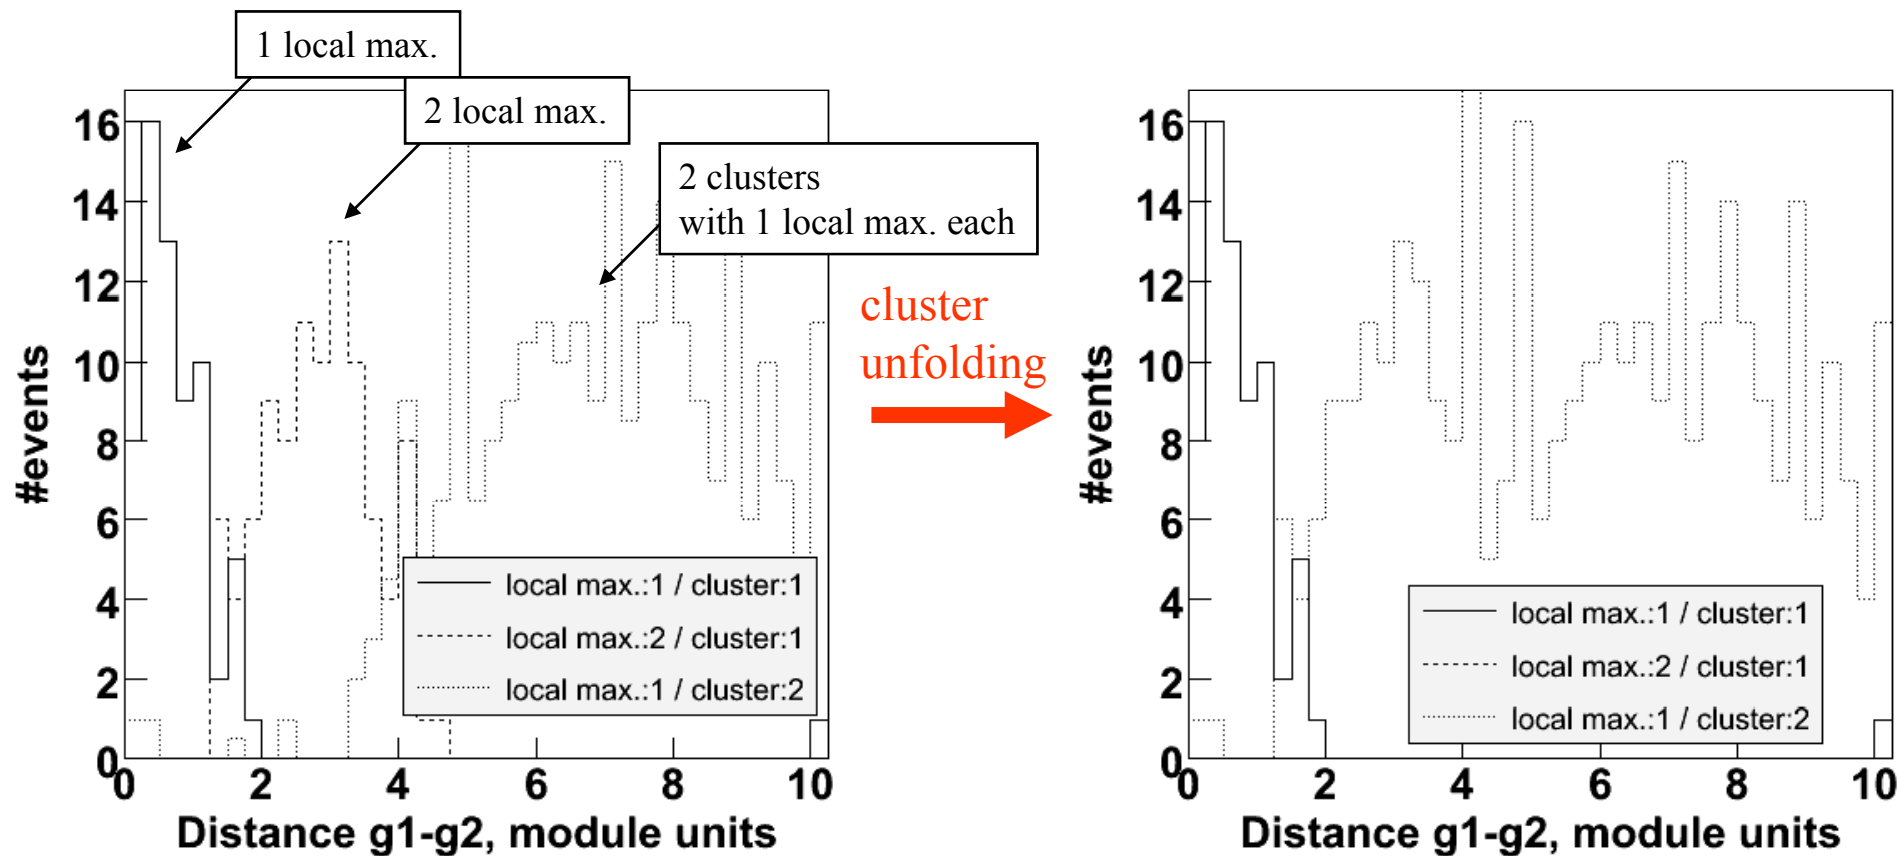 1 local max.
2 local max.
2 clusters
with 1 local max. each
#events
16
14
12
10
8
6
4
2
0
local max.:1 / cluster:1
local max.:2 / cluster:1
local max.:1 / cluster:2
0 2 4 6 8 10
Distance g1-g2, module units
cluster
unfolding
#events
16
14
12
10
8
6
4
2
0
local max.:1 / cluster:1
local max.:2 / cluster:1
local max.:1 / cluster:2
0 2 4 6 8 10
Distance g1-g2, module units